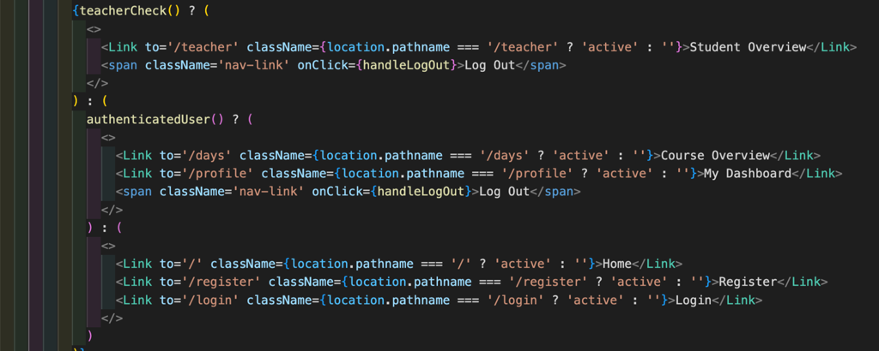 {teacherCheck() ? (
<>
<Link to='/teacher' className={location.pathname === '/teacher' ? 'active' : ''}>Student Overview</Link>
<span className='nav-link' onClick={handleLogOut}>Log Out</span>
</>
) : (
authenticatedUser() ? (
<>
<Link to='/days' className={location.pathname === '/days' ? 'active' : ''}>Course Overview</Link>
<Link to='/profile' className={location.pathname === '/profile' ? 'active' : ''}>My Dashboard</Link>
<span className='nav-link' onClick={handleLogOut}>Log Out</span>
</>
) : (
<>
<Link to='/' className={location.pathname === '/' ? 'active' : ''}>Home</Link>
<Link to='/register' className={location.pathname === '/register' ? 'active' : ''}>Register</Link>
<Link to='/login' className={location.pathname === '/login' ? 'active' : ''}>Login</Link>
</>
)